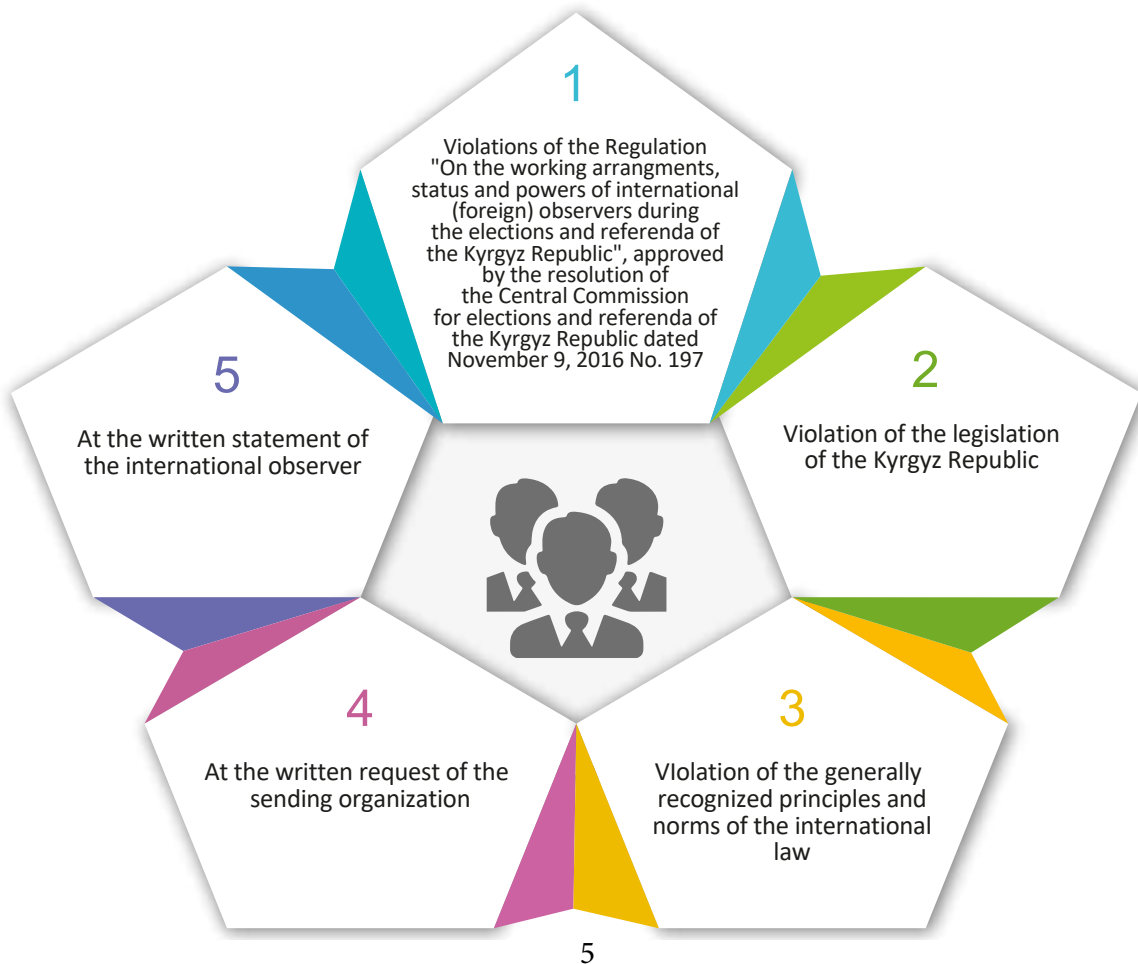 1
Violations of the Regulation
"On the working arrangments,
status and powers of international
(foreign) observers during
the elections and referenda of
the Kyrgyz Republic", approved
by the resolution of
the Central Commission
for elections and referenda of
the Kyrgyz Republic dated
November 9, 2016 No. 197
2
Violation of the legislation
of the Kyrgyz Republic
3
VIolation of the generally
recognized principles and
norms of the international
law
4
At the written request of the
sending organization
5
At the written statement of
the international observer
5